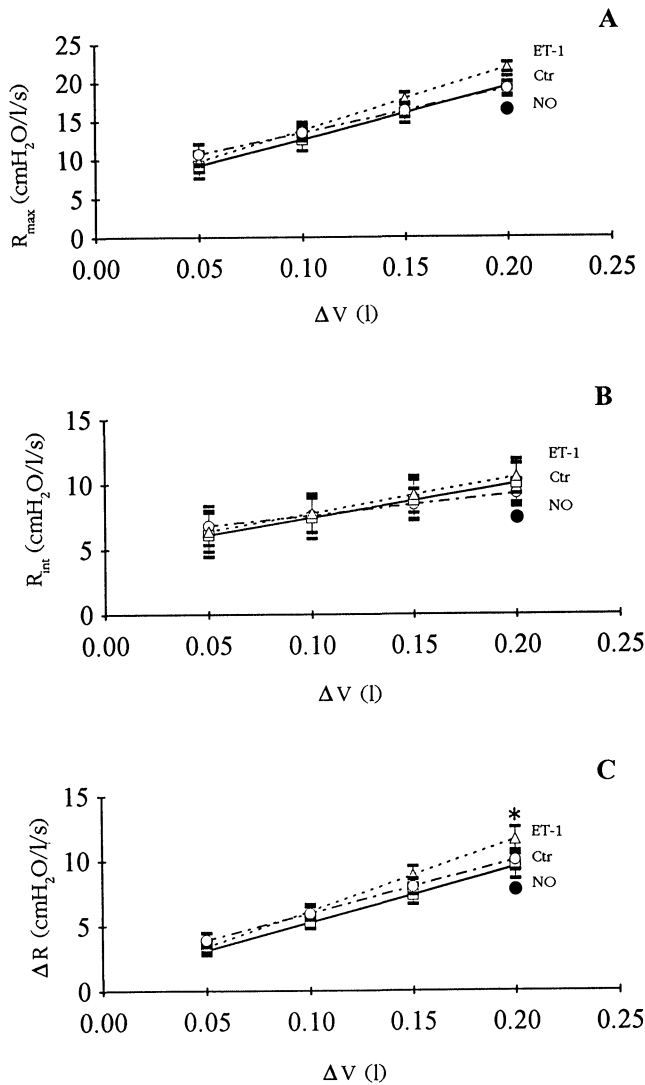 A
25
20
15
10
5
0
R max (cmH2O/l/s)
ET-1
Ctr
NO
0.00 0.05 0.10 0.15 0.20 0.25
ΔV (l)
B
15
10
5
0
R int (cmH2O/l/s)
ET-1
Ctr
NO
0.00 0.05 0.10 0.15 0.20 0.25
ΔV (l)
C
15
10
5
0
ΔR (cmH2O/l/s)
*
ET-1
Ctr
NO
0.00 0.05 0.10 0.15 0.20 0.25
ΔV (l)